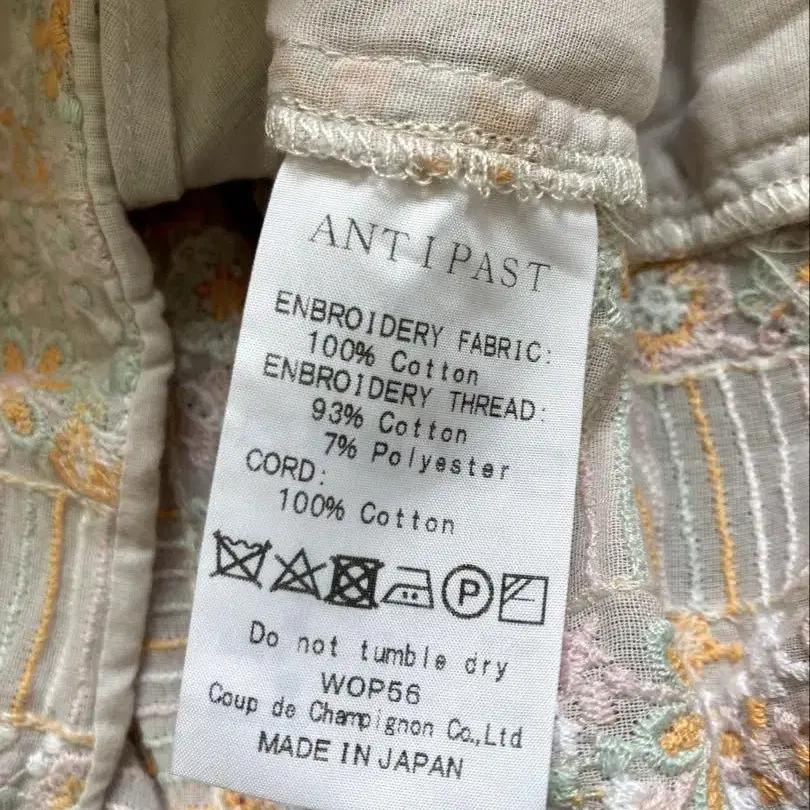 ANTIPAST
ENBROIDERY FABRIC:
100% Cotton
ENBROIDERY THREAD:
93% Cotton
7% Polyester
CORD:
100% Cotton
P
Do not tumble dry
WOP56
Coup de Champignon Co.,Ltd
MADE IN JAPAN